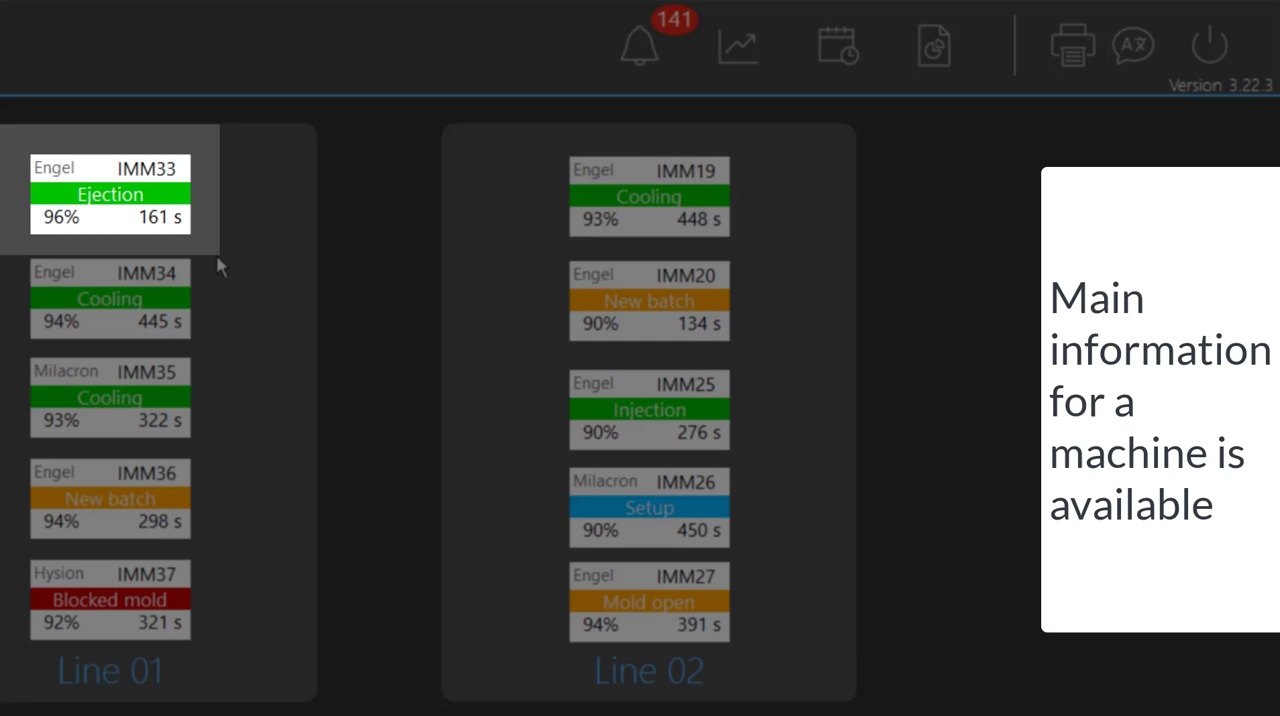 141
Version 3.22.3
Engel IMM33
Ejection
96% 161 s
Engel IMM34
Cooling
94% 445 s
Milacron IMM35
Cooling
93% 322 s
Engel IMM36
New batch
94% 298 s
Hysion IMM37
Blocked mold
92% 321 s
Line 01
Engel IMM19
Cooling
93% 448 s
Engel IMM20
New batch
90% 134 s
Engel IMM25
Injection
90% 276 s
Milacron IMM26
Setup
90% 450 s
Engel IMM27
Mold open
94% 391 s
Line 02
Main
information
for a
machine is
available